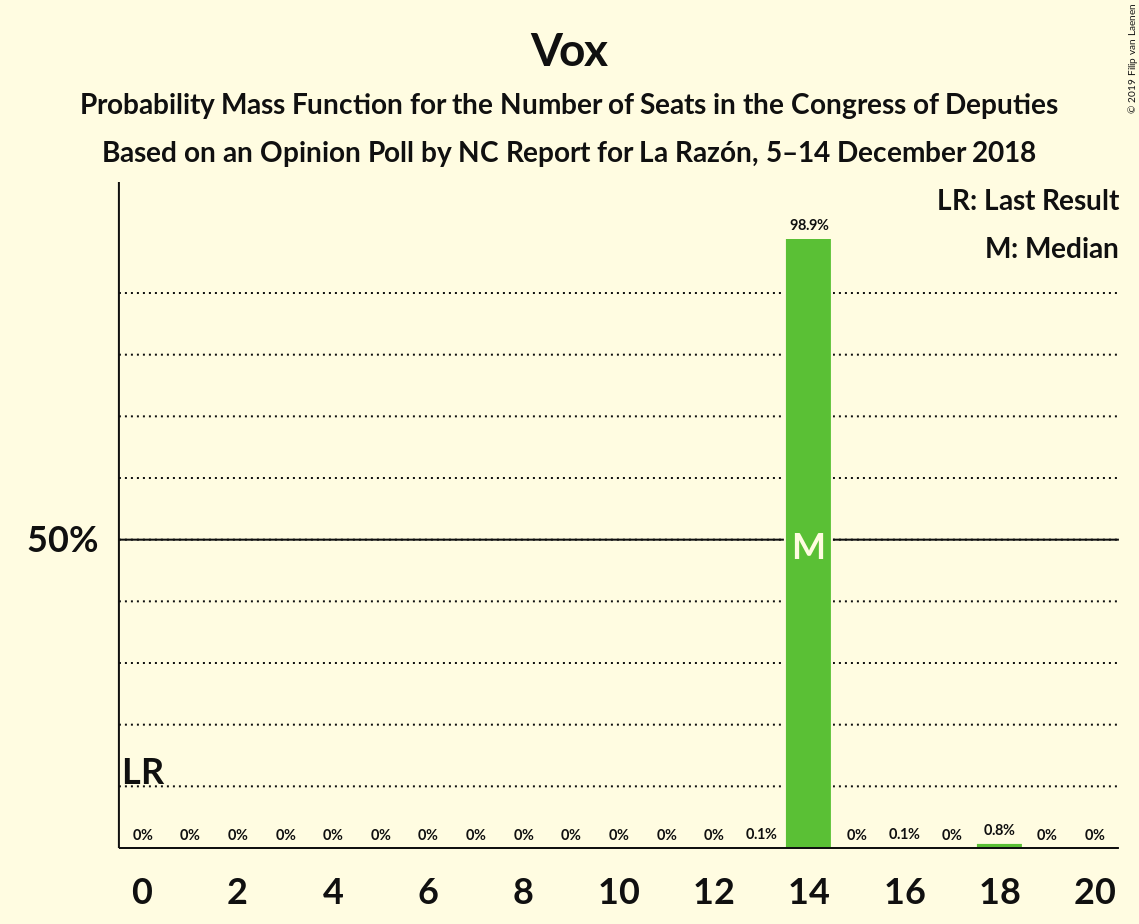 Vox
Probability Mass Function for the Number of Seats in the Congress of Deputies
Based on an Opinion Poll by NC Report for La Razón, 5–14 December 2018
© 2019 Filip van Laenen
LR: Last Result
M: Median
98.9%
50%
M
LR
0% 0% 0% 0% 0% 0% 0% 0% 0% 0% 0% 0% 0% 0.1% 0% 0.1% 0% 0.8% 0% 0%
0 2 4 6 8 10 12 14 16 18 20